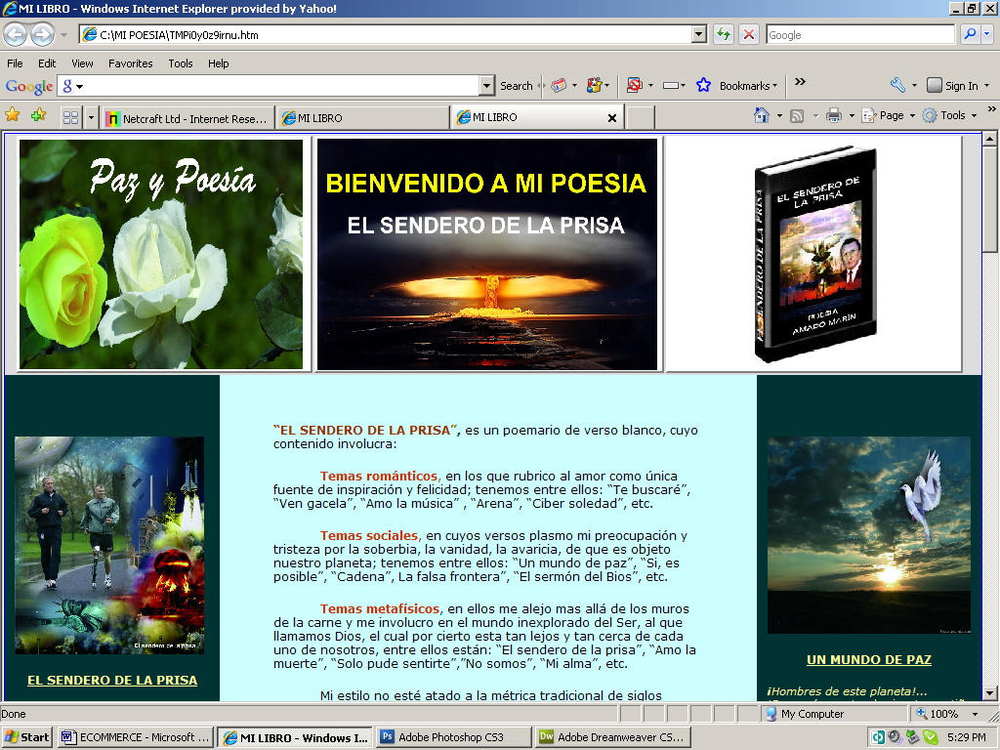 MI LIBRO - Windows Internet Explorer provided by Yahoo!
C:\MI POESIA\TMPi0y0z9irnu.htm
Google
File Edit View Favorites Tools Help
Google g Search Bookmarks » Sign In
Netcraft Ltd - Internet Rese... MI LIBRO MI LIBRO Page Tools »
Paz y Poesía
BIENVENIDO A MI POESIA
EL SENDERO DE LA PRISA
EL SENDERO DE
LA PRISA
EL SENDERO DE LA PRISA
POESIA
AMADO MARIN
“EL SENDERO DE LA PRISA”, es un poemario de verso blanco, cuyo
contenido involucra:
Temas románticos, en los que rubrico al amor como única
fuente de inspiración y felicidad; tenemos entre ellos: “Te buscaré”,
“Ven gacela”, “Amo la música” , “Arena”, “Ciber soledad”, etc.
Temas sociales, en cuyos versos plasmo mi preocupación y
tristeza por la soberbia, la vanidad, la avaricia, de que es objeto
nuestro planeta; tenemos entre ellos: “Un mundo de paz”, “Si, es
posible”, “Cadena”, La falsa frontera”, “El sermón del Bios”, etc.
Temas metafísicos, en ellos me alejo mas allá de los muros
de la carne y me involucro en el mundo inexplorado del Ser, al que
llamamos Dios, el cual por cierto esta tan lejos y tan cerca de cada
uno de nosotros, entre ellos están: “El sendero de la prisa”, “Amo la
muerte”, “Solo pude sentirte”,“No somos”, “Mi alma”, etc.
Mi estilo no esté atado a la métrica tradicional de siglos
El sendero de la prisa
EL SENDERO DE LA PRISA
UN MUNDO DE PAZ
¡Hombres de este planeta!...
Done My Computer 100%
Start ECOMMERCE - Microsoft ... MI LIBRO - Windows I... Adobe Photoshop CS3 Adobe Dreamweaver CS... 5:29 PM